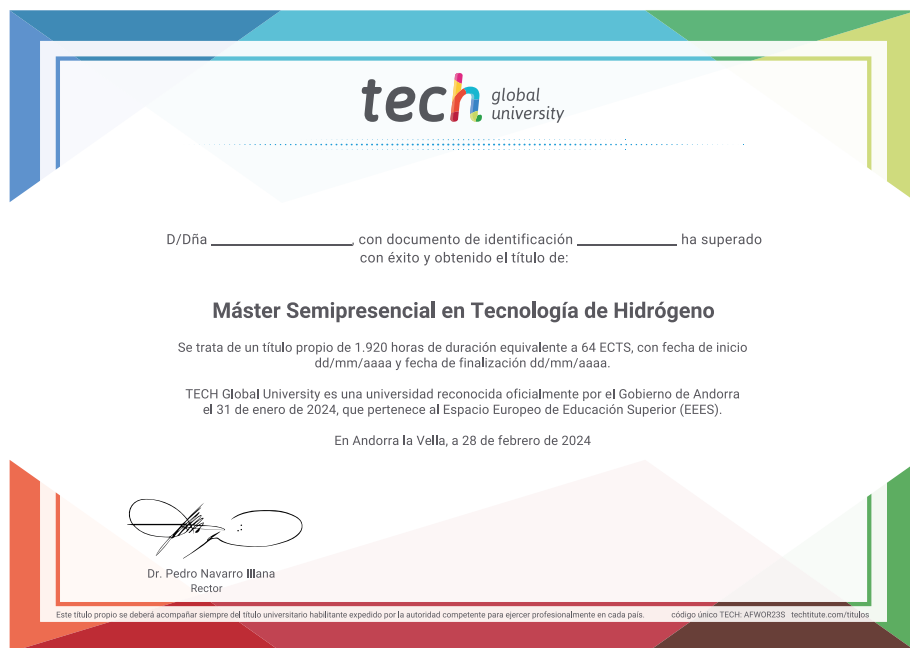 tech global university
D/Dña ____________, con documento de identificación ____________ ha superado
con éxito y obtenido el título de:
Máster Semipresencial en Tecnología de Hidrógeno
Se trata de un título propio de 1.920 horas de duración equivalente a 64 ECTS, con fecha de inicio
dd/mm/aaaa y fecha de finalización dd/mm/aaaa.
TECH Global University es una universidad reconocida oficialmente por el Gobierno de Andorra
el 31 de enero de 2024, que pertenece al Espacio Europeo de Educación Superior (EEES).
En Andorra la Vella, a 28 de febrero de 2024
Dr. Pedro Navarro Illana
Rector
Este título propio se deberá acompañar siempre del título universitario habilitante expedido por la autoridad competente para ejercer profesionalmente en cada país. código único TECH: AFWOR23S techtitute.com/titulos